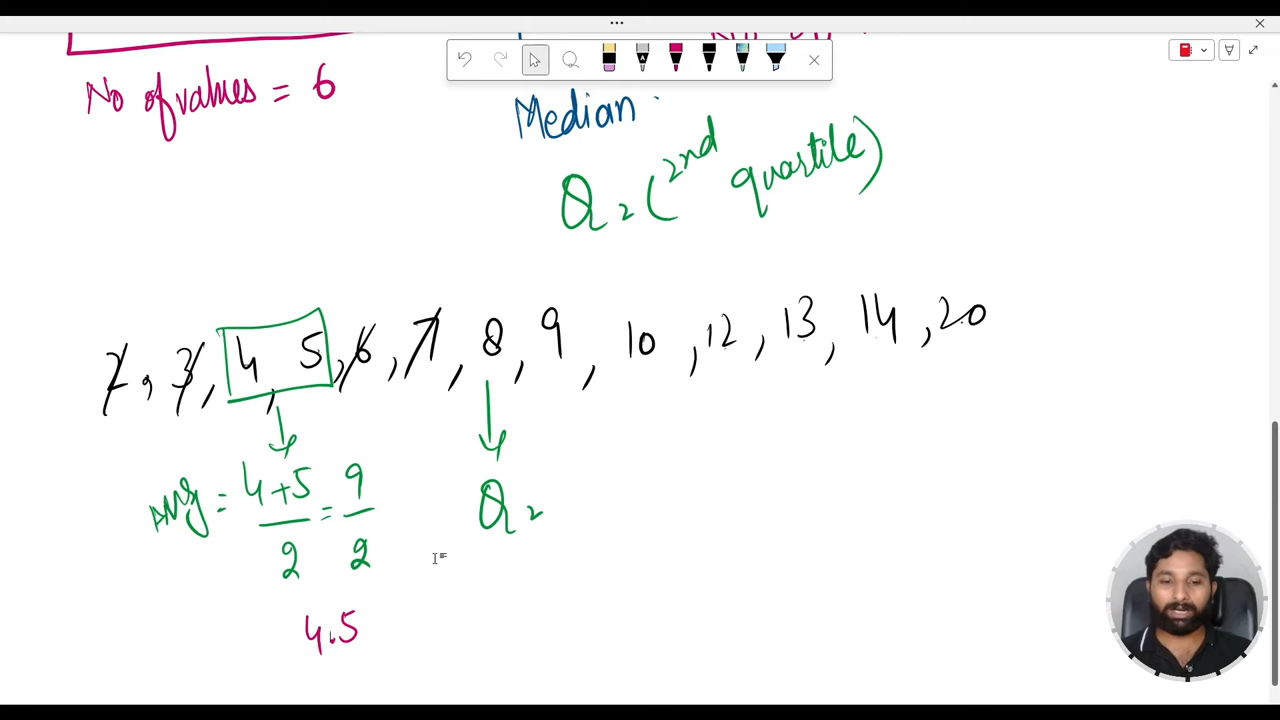 No of values = 6
Median
Q2 (2nd quartile)
2, 3, 4, 5, 6, 7, 8, 9, 10, 12, 13, 14, 20
Avg = 4+5/2 = 9/2
Q2
4.5